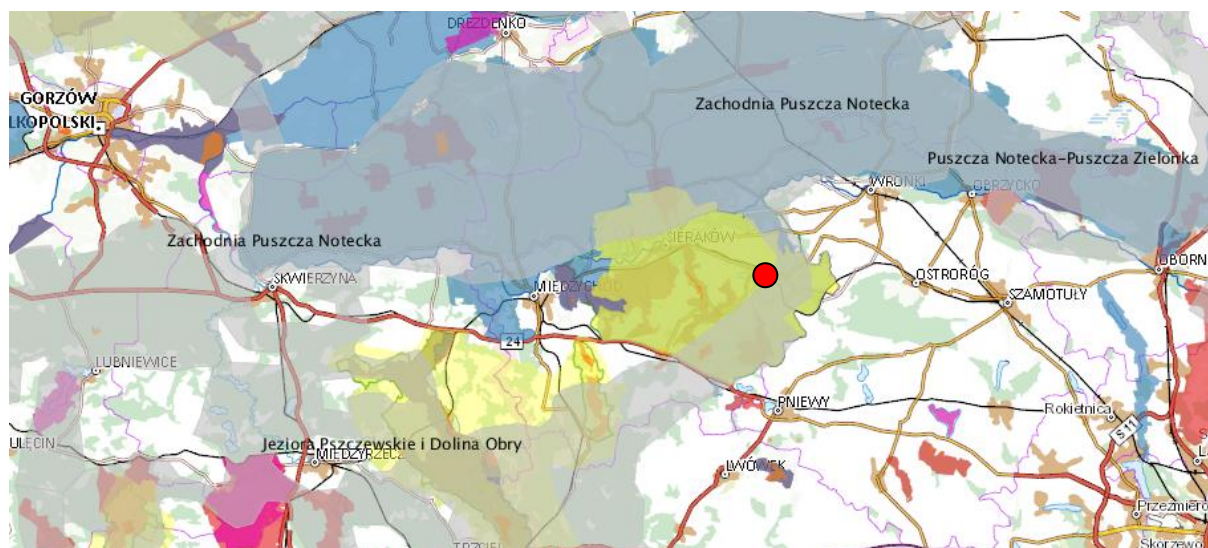 DREZDENKO
GORZÓW
LKOPOLSKI
Zachodnia Puszcza Notecka
Puszcza Notecka-Puszcza Zielonka
WRONKI
OBRZYCKO
Zachodnia Puszcza Notecka
SIERAKÓW
SKWIERZYNA
MIĘDZYCHÓD
OSTRORÓG
OBORN
SZAMOTUŁY
24
LUBNIEWICE
PNIEWY
Rokietnica
S11
ULĘCIN
Jeziora Pszczewskie i Dolina Obry
MIĘDZYRZECZ
LWÓWEK
Przeźmiero
TRZCIEL
Skórzewo